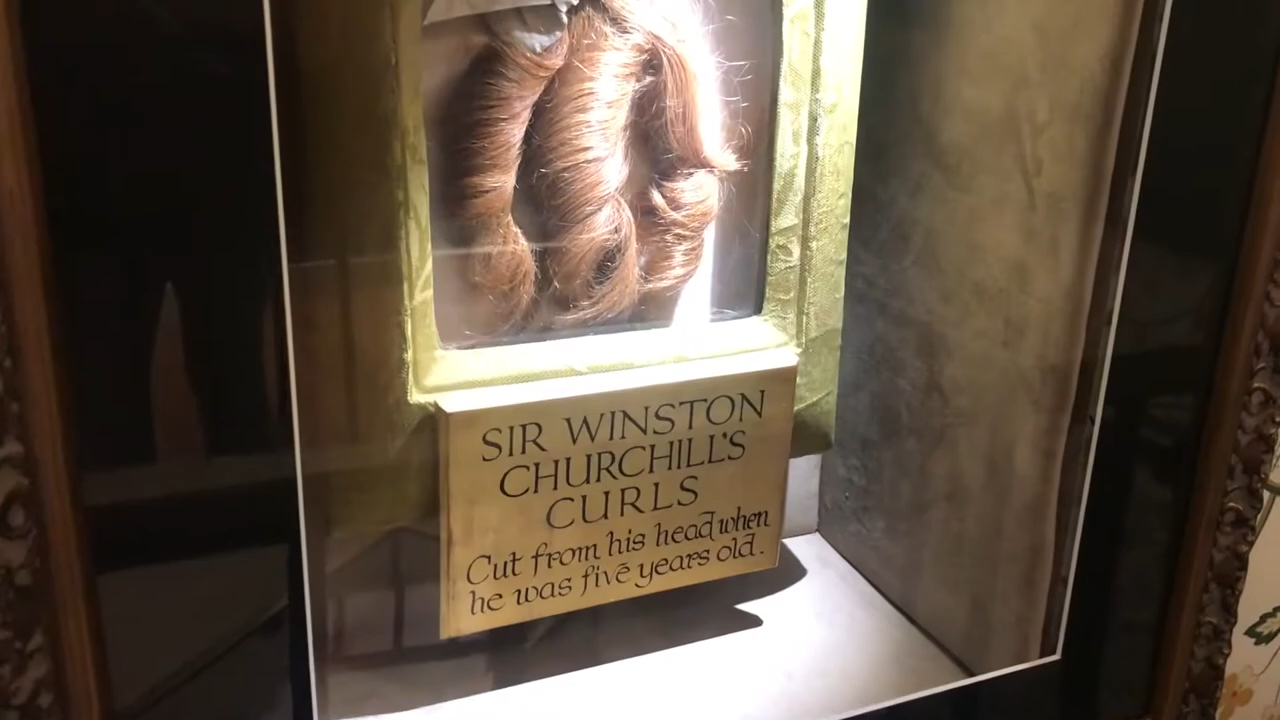 SIR WINSTON
CHURCHILL'S
CURLS
Cut from his head when
he was five years old.